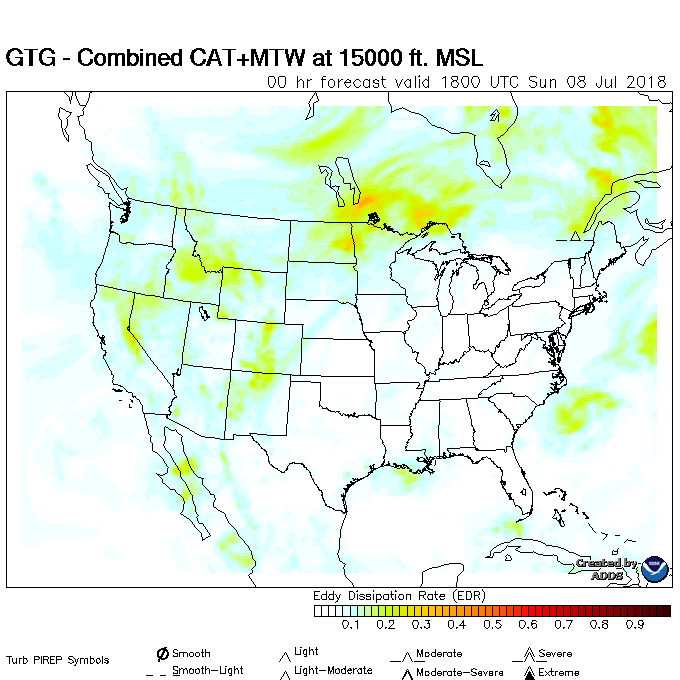 GTG - Combined CAT+MTW at 15000 ft. MSL
00 hr forecast valid 1800 UTC Sun 08 Jul 2018
Created by
ADDS
Eddy Dissipation Rate (EDR)
0.1 0.2 0.3 0.4 0.5 0.6 0.7 0.8 0.9
Turb PIREP Symbols
Smooth Light Moderate Severe
Smooth-Light Light-Moderate Moderate-Severe Extreme